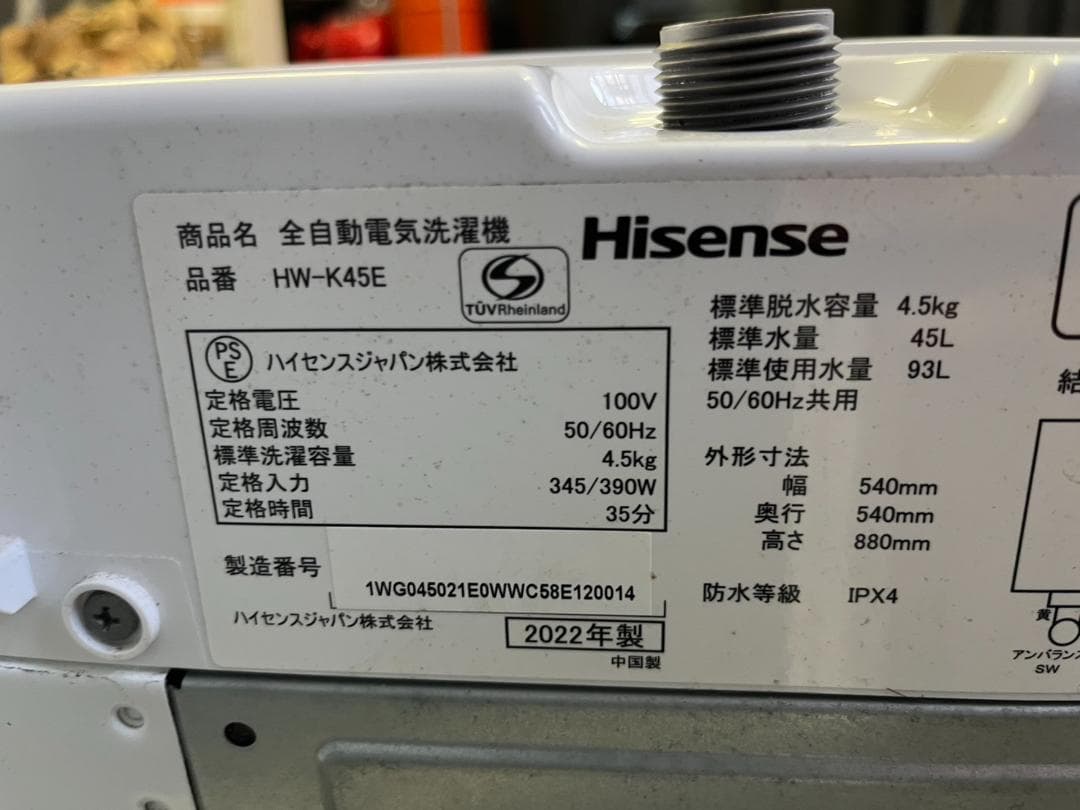 商品名 全自動電気洗濯機
品番 HW-K45E
TÜVRheinland
Hisense
PS
E
ハイセンスジャパン株式会社
定格電圧 100V
定格周波数 50/60Hz
標準洗濯容量 4.5kg
定格入力 345/390W
定格時間 35分
製造番号 1WG045021E0WWC58E120014
ハイセンスジャパン株式会社
2022年製
中国製
標準脱水容量 4.5kg
標準水量 45L
標準使用水量 93L
50/60Hz共用
外形寸法
幅 540mm
奥行 540mm
高さ 880mm
防水等級 IPX4
結
黄
アンバランス
SW